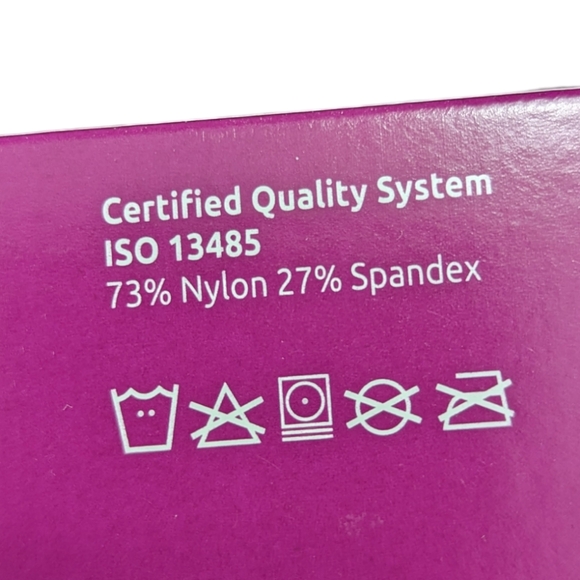 Certified Quality System
ISO 13485
73% Nylon 27% Spandex